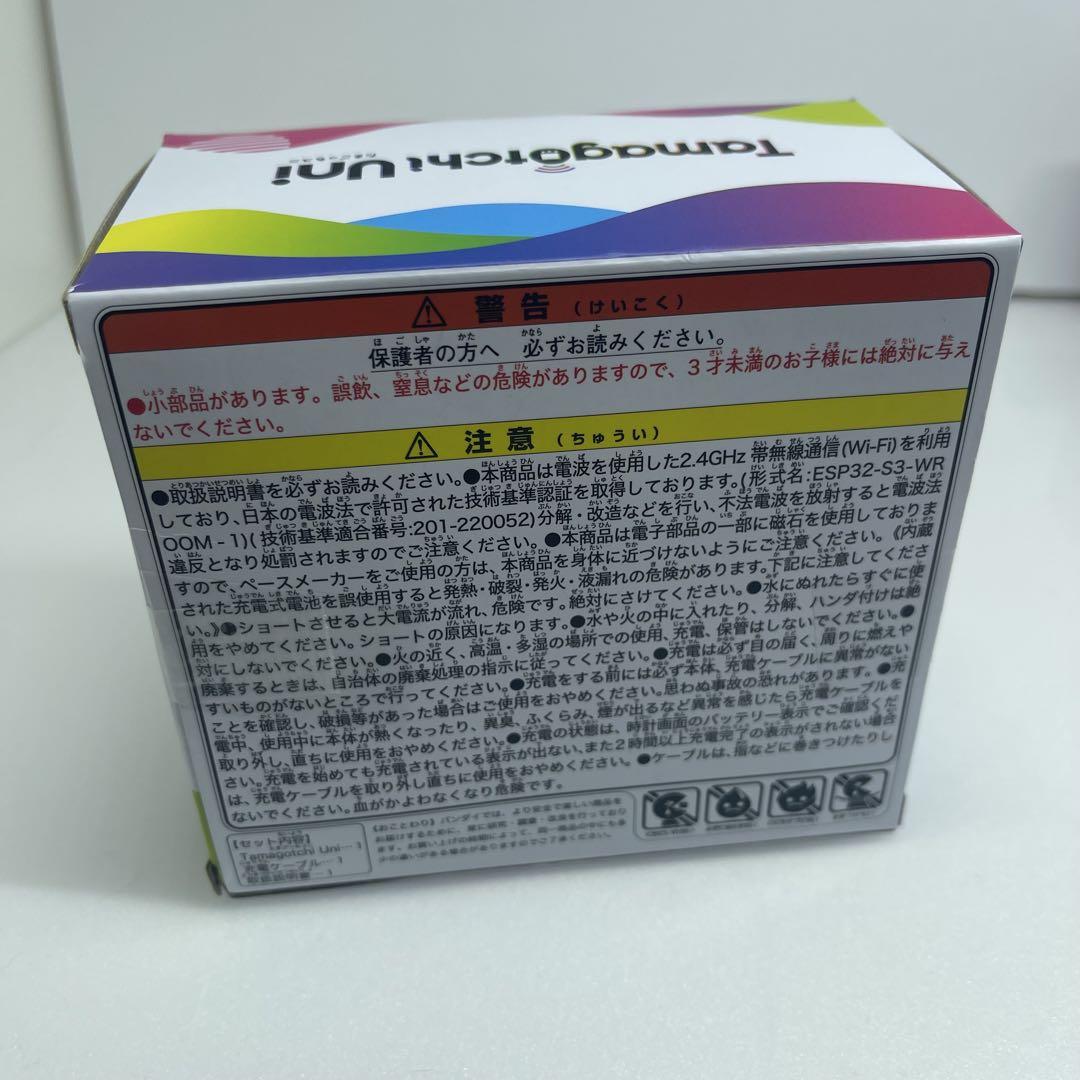 Tamagotchi Uni
警告 (けいこく)
保護者の方へ 必ずお読みください。
●小部品があります。誤飲、窒息などの危険がありますので、3才未満のお子様には絶対に与え
ないでください。
注意 (ちゅうい)
●取扱説明書を必ずお読みください。●本商品は電波を使用した2.4GHz 帯無線通信(Wi-Fi)を利用
しており、日本の電波法で許可された技術基準認証を取得しております。(形式名:ESP32-S3-WR
OOM-1)(技術基準適合番号:201-220052)分解・改造などを行い、不法電波を放射すると電波法
違反となり処罰されますのでご注意ください。●本商品は電子部品の一部に磁石を使用しておりま
すので、ペースメーカーをご使用の方は、本商品を身体に近づけないようにご注意ください。《内蔵
された充電式電池を誤使用すると発熱・破裂・発火・液漏れの危険があります。下記に注意してくださ
い。》●ショートさせると大電流が流れ、危険です。絶対にさけてください。●水にぬれたらすぐに使
用をやめてください。ショートの原因になります。●水や火の中に入れたり、分解、ハンダ付けは絶
対にしないでください。●火の近く、高温・多湿の場所での使用、充電、保管はしないでください。●
廃棄するときは、自治体の廃棄処理の指示に従ってください。●充電は必ず目の届く、周りに燃えや
すいものがないところで行ってください。●充電をする前には必ず本体、充電ケーブルに異常がない
ことを確認し、破損等があった場合はご使用をおやめください。思わぬ事故の恐れがあります。●充
電中、使用中に本体が熱くなったり、異臭、ふくらみ、煙が出るなど異常を感じたら充電ケーブルを
取り外し、直ちに使用をおやめください。●充電の状態は、時計画面のバッテリー表示でご確認くだ
さい。充電を始めても充電されている表示が出ない、また2時間以上充電完了の表示がされない場合
は、充電ケーブルを取り外し直ちに使用をおやめください。●ケーブルは、指などに巻きつけたりし
ないでください。血がかよわなくなり危険です。
【セット内容】
Tamagotchi Uni…1
充電ケーブル…1
取扱説明書…1